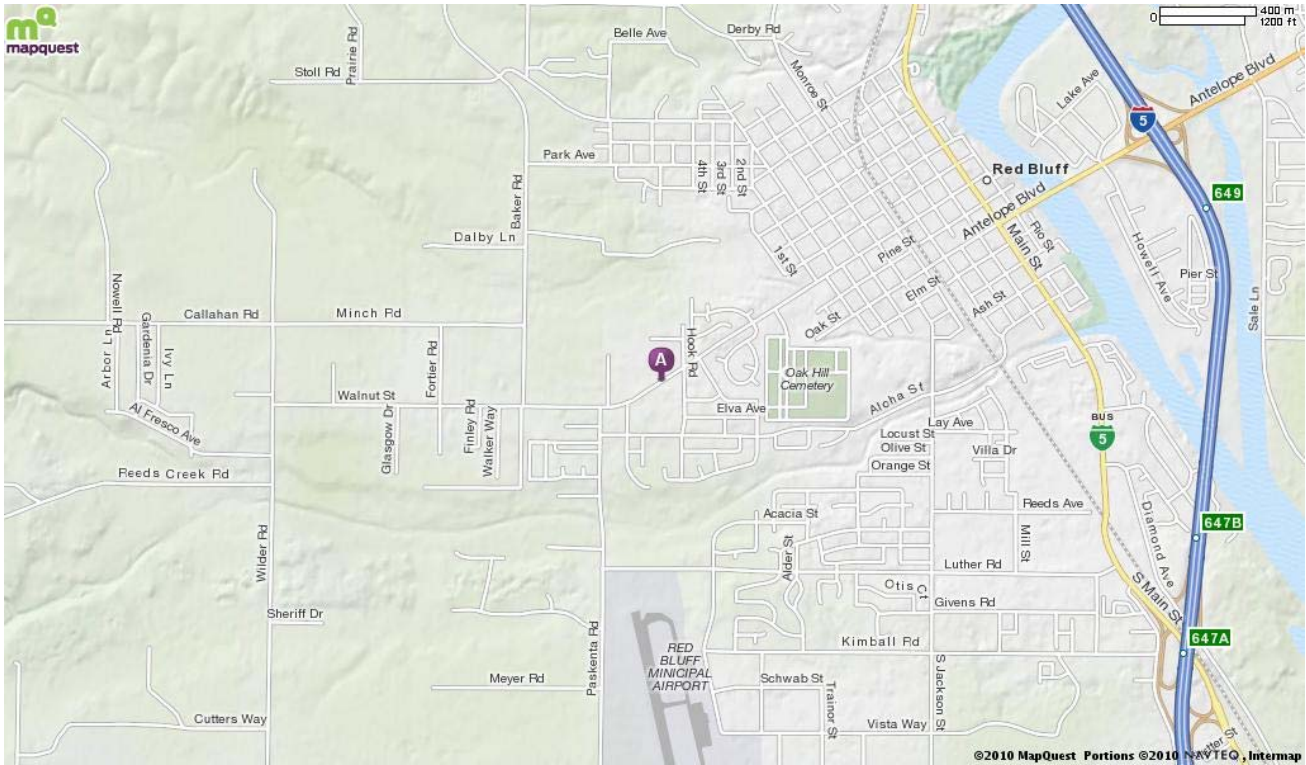 mQ
mapquest
0 400 m
1200 ft
Belle Ave
Derby Rd
Prairie Rd
Stoll Rd
Monroe St
Lake Ave
Antelope Blvd
5
Park Ave
4th St
3rd St
2nd St
Red Bluff
649
Baker Rd
Antelope Blvd
Rio St
Main St
Dalby Ln
Pine St
1st St
Howell Ave
Pier St
Elm St
Ash St
Sale Ln
Nowell Rd
Callahan Rd
Minch Rd
Oak St
Arbor Ln
Gardenia Dr
Ivy Ln
Fortier Rd
Hook Rd
A
Oak Hill
Cemetery
Walnut St
Aloha St
Elva Ave
Al Fresco Ave
Glasgow Dr
Finley Rd
Walker Way
Lay Ave
BUS
5
Locust St
Olive St
Villa Dr
Orange St
Reeds Creek Rd
Reeds Ave
Acacia St
Diamond Ave
647B
Mill St
Wilder Rd
Alder St
Luther Rd
Otis Ct
Givens Rd
S Main St
Sheriff Dr
Kimball Rd
647A
Paskenta Rd
RED
BLUFF
MINICIPAL
AIRPORT
S Jackson St
Meyer Rd
Schwab St
Trainor St
Cutters Way
Vista Way
©2010 MapQuest Portions ©2010 NAVTEQ, Intermap